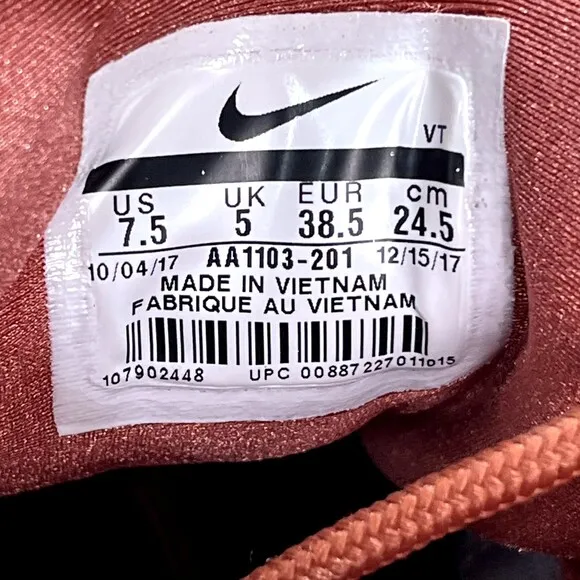 VT
US UK EUR cm
7.5 5 38.5 24.5
10/04/17 AA1103-201 12/15/17
MADE IN VIETNAM
FABRIQUE AU VIETNAM
107902448 UPC 00887227011015